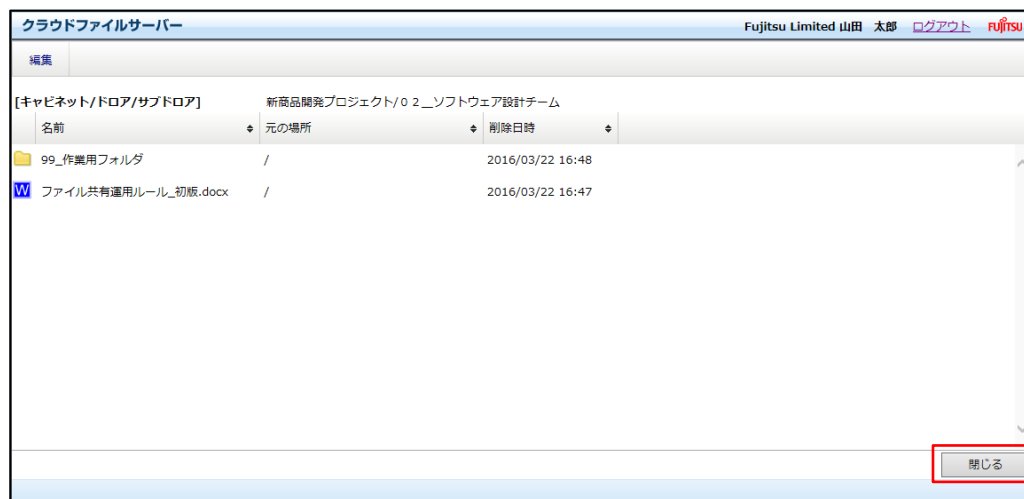 クラウドファイルサーバー Fujitsu Limited 山田 太郎 ログアウト FUJITSU
編集
[キャビネット/ドロア/サブドロア] 新商品開発プロジェクト/０２__ソフトウェア設計チーム
名前 元の場所 削除日時
99_作業用フォルダ / 2016/03/22 16:48
W ファイル共有運用ルール_初版.docx / 2016/03/22 16:47
閉じる